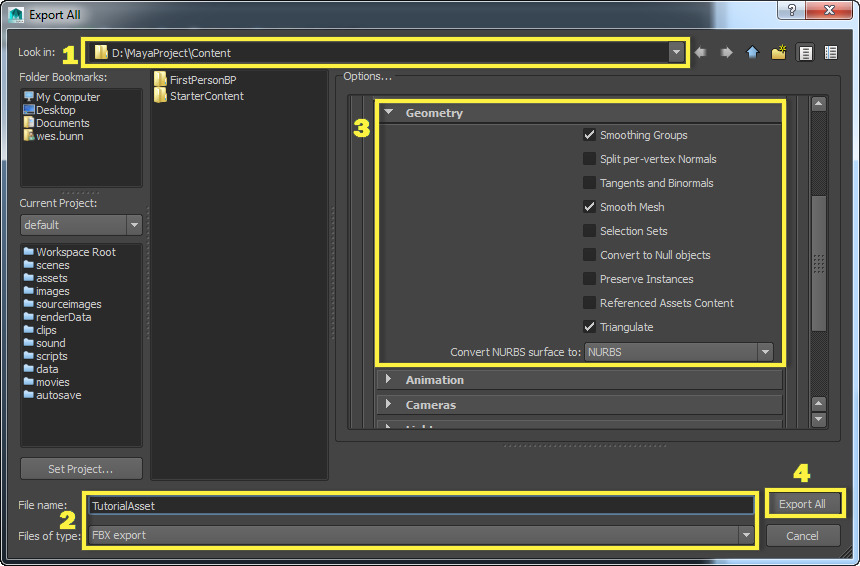 Export All
1
Look in:
D:\MayaProject\Content
Folder Bookmarks:
My Computer
Desktop
Documents
wes.bunn
Current Project:
default
Workspace Root
scenes
assets
images
sourceimages
renderData
clips
sound
scripts
data
movies
autosave
Set Project...
FirstPersonBP
StarterContent
Options...
3
Geometry
Smoothing Groups
Split per-vertex Normals
Tangents and Binormals
Smooth Mesh
Selection Sets
Convert to Null objects
Preserve Instances
Referenced Assets Content
Triangulate
Convert NURBS surface to: NURBS
Animation
Cameras
2
File name: TutorialAsset
Files of type: FBX export
4
Export All
Cancel